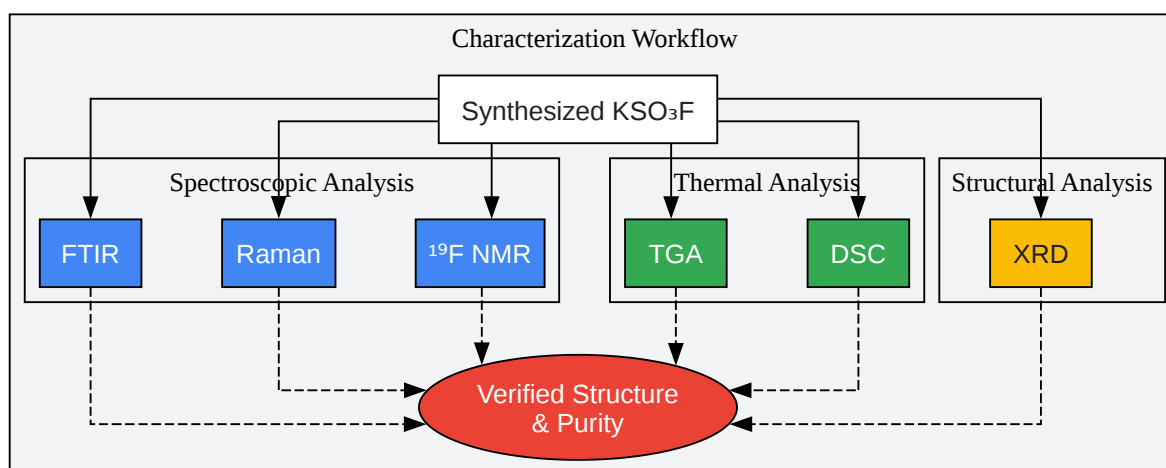 Characterization Workflow
Synthesized KSO₃F
Spectroscopic Analysis
Thermal Analysis
Structural Analysis
FTIR
Raman
¹⁹F NMR
TGA
DSC
XRD
Verified Structure
& Purity